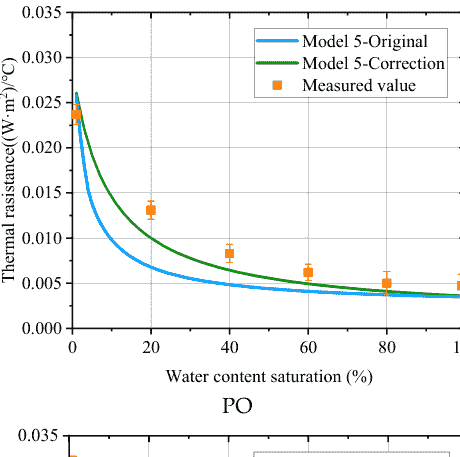 0.035
0.030
0.025
0.020
0.015
0.010
0.005
0.000
Thermal rasistance((W·m²)/°C)
Model 5-Original
Model 5-Correction
Measured value
0 20 40 60 80
Water content saturation (%)
PO
0.035